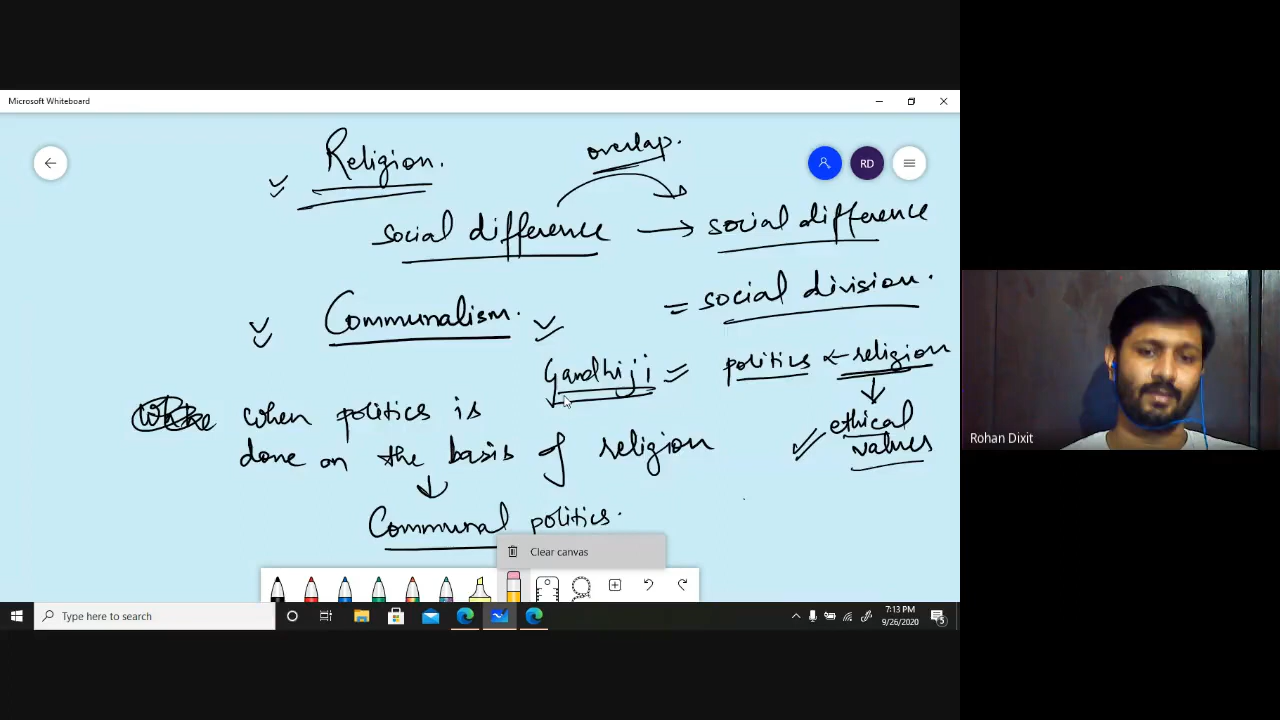 Microsoft Whiteboard
Religion.
overlap.
RD
social difference → social difference
Communalism.
= social division.
Gandhiji = politics ← religion
ethical values
when politics is
done on the basis of religion
Communal politics.
Clear canvas
Rohan Dixit
Type here to search
7:13 PM
9/26/2020
5